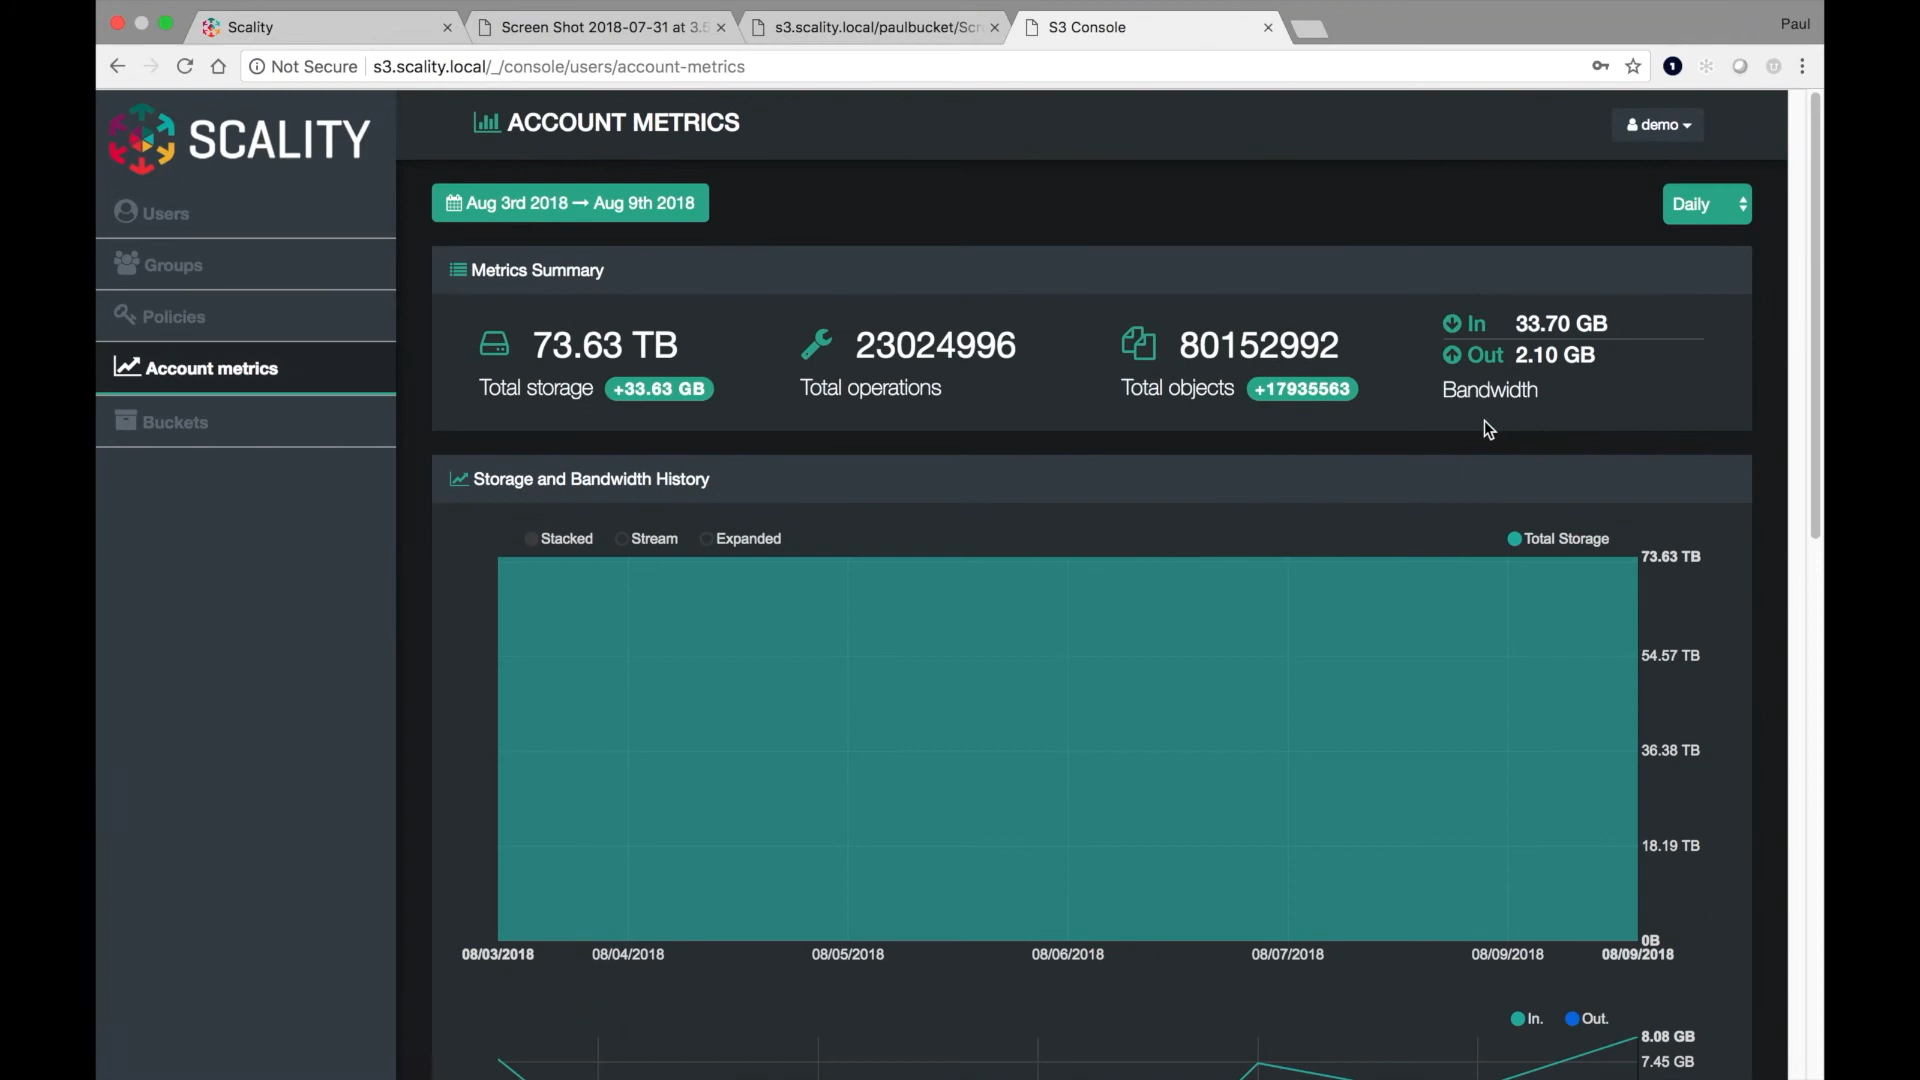 Scality
Screen Shot 2018-07-31 at 3.5
s3.scality.local/paulbucket/Scr
S3 Console
Paul
Not Secure
s3.scality.local/_/console/users/account-metrics
SCALITY
Users
Groups
Policies
Account metrics
Buckets
ACCOUNT METRICS
demo
Aug 3rd 2018 → Aug 9th 2018
Daily
Metrics Summary
73.63 TB
Total storage +33.63 GB
23024996
Total operations
80152992
Total objects +17935563
In 33.70 GB
Out 2.10 GB
Bandwidth
Storage and Bandwidth History
Stacked Stream Expanded
Total Storage
73.63 TB
54.57 TB
36.38 TB
18.19 TB
0B
08/03/2018 08/04/2018 08/05/2018 08/06/2018 08/07/2018 08/09/2018 08/09/2018
In. Out.
8.08 GB
7.45 GB